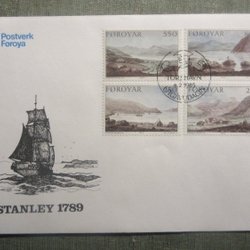 Postverk
Føroya
FØROYAR 550
FØROYAR
FØROYAR
FØROYAR
TÓRSHAVN
STANLEY 1789